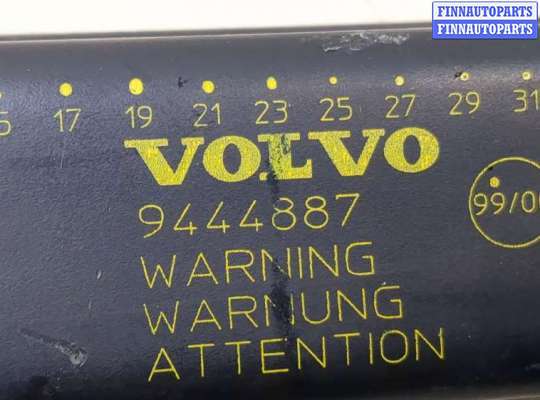 FINNAUTOPARTS
FINNAUTOPARTS
17 19 21 23 25 27 29 31
VOLVO
9444887
99/0
WARNING
WARNUNG
ATTENTION